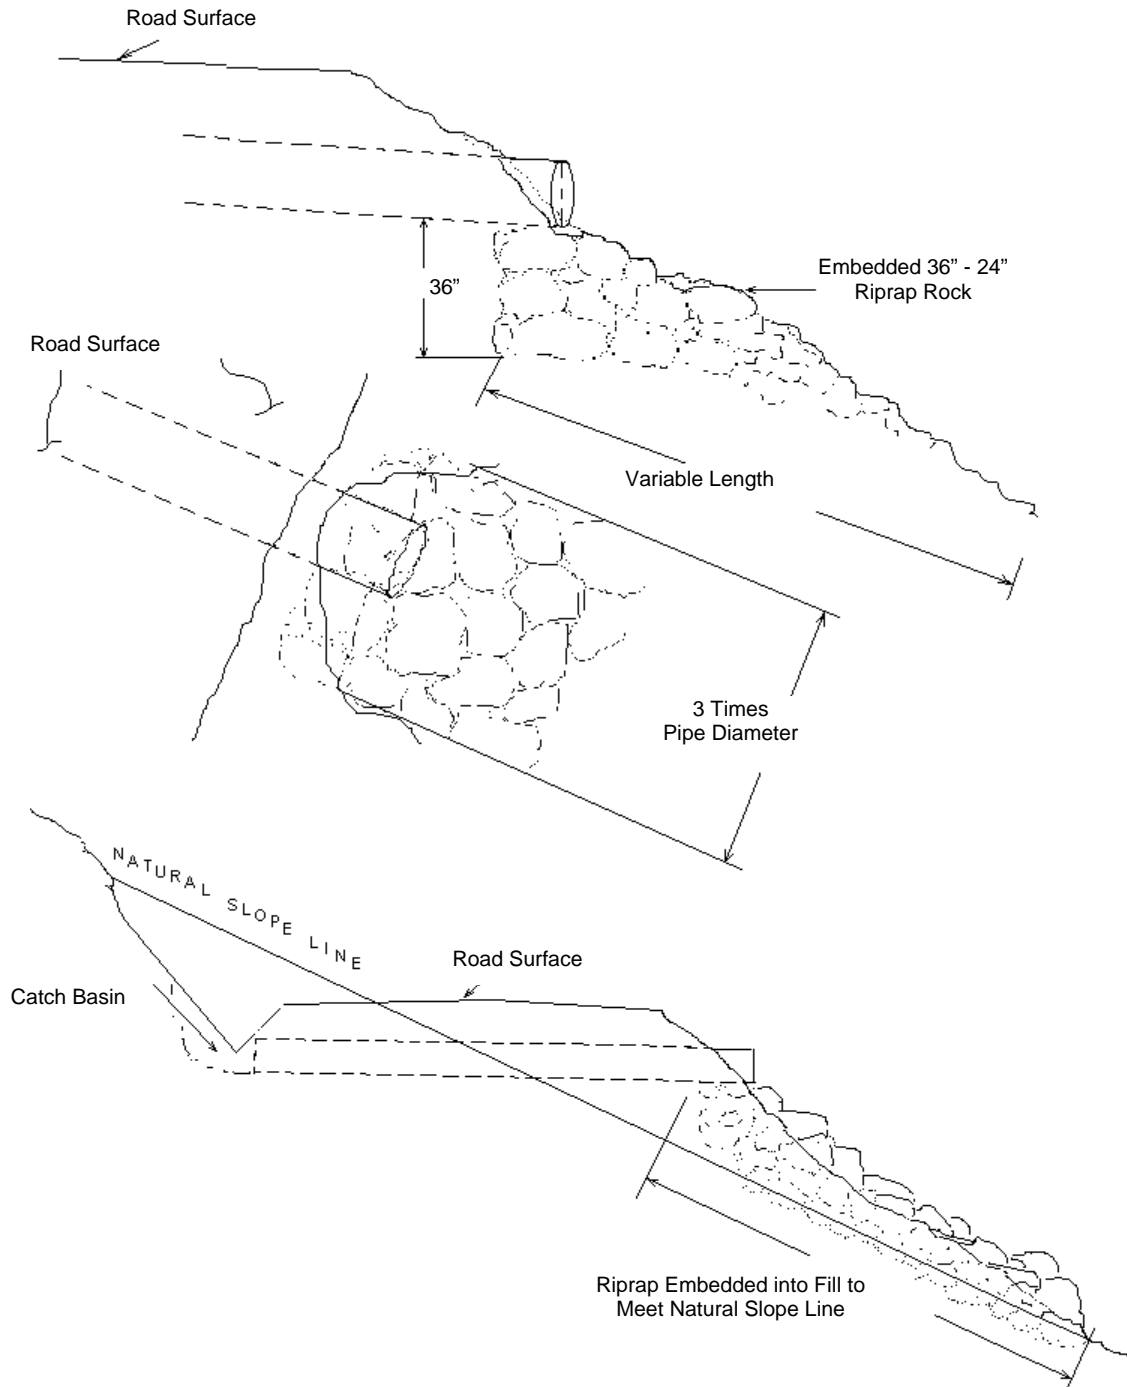 Road Surface
Embedded 36” - 24”
Riprap Rock
36”
Road Surface
Variable Length
3 Times
Pipe Diameter
NATURAL SLOPE LINE
Road Surface
Catch Basin
Riprap Embedded into Fill to
Meet Natural Slope Line